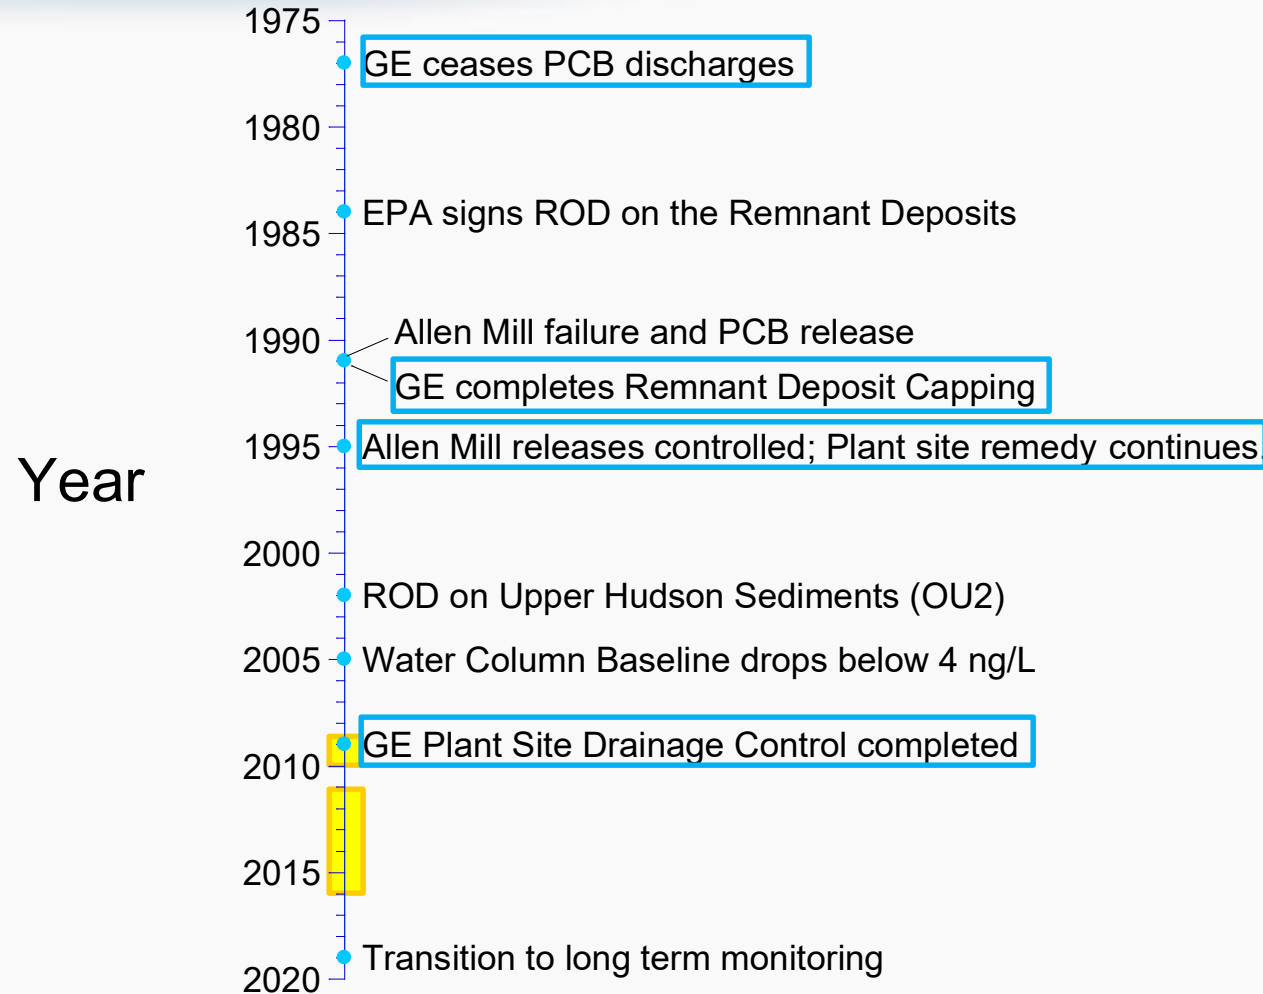 1975
GE ceases PCB discharges
1980
EPA signs ROD on the Remnant Deposits
1985
Allen Mill failure and PCB release
1990
GE completes Remnant Deposit Capping
1995
Allen Mill releases controlled; Plant site remedy continues.
Year
2000
ROD on Upper Hudson Sediments (OU2)
2005
Water Column Baseline drops below 4 ng/L
GE Plant Site Drainage Control completed
2010
2015
Transition to long term monitoring
2020